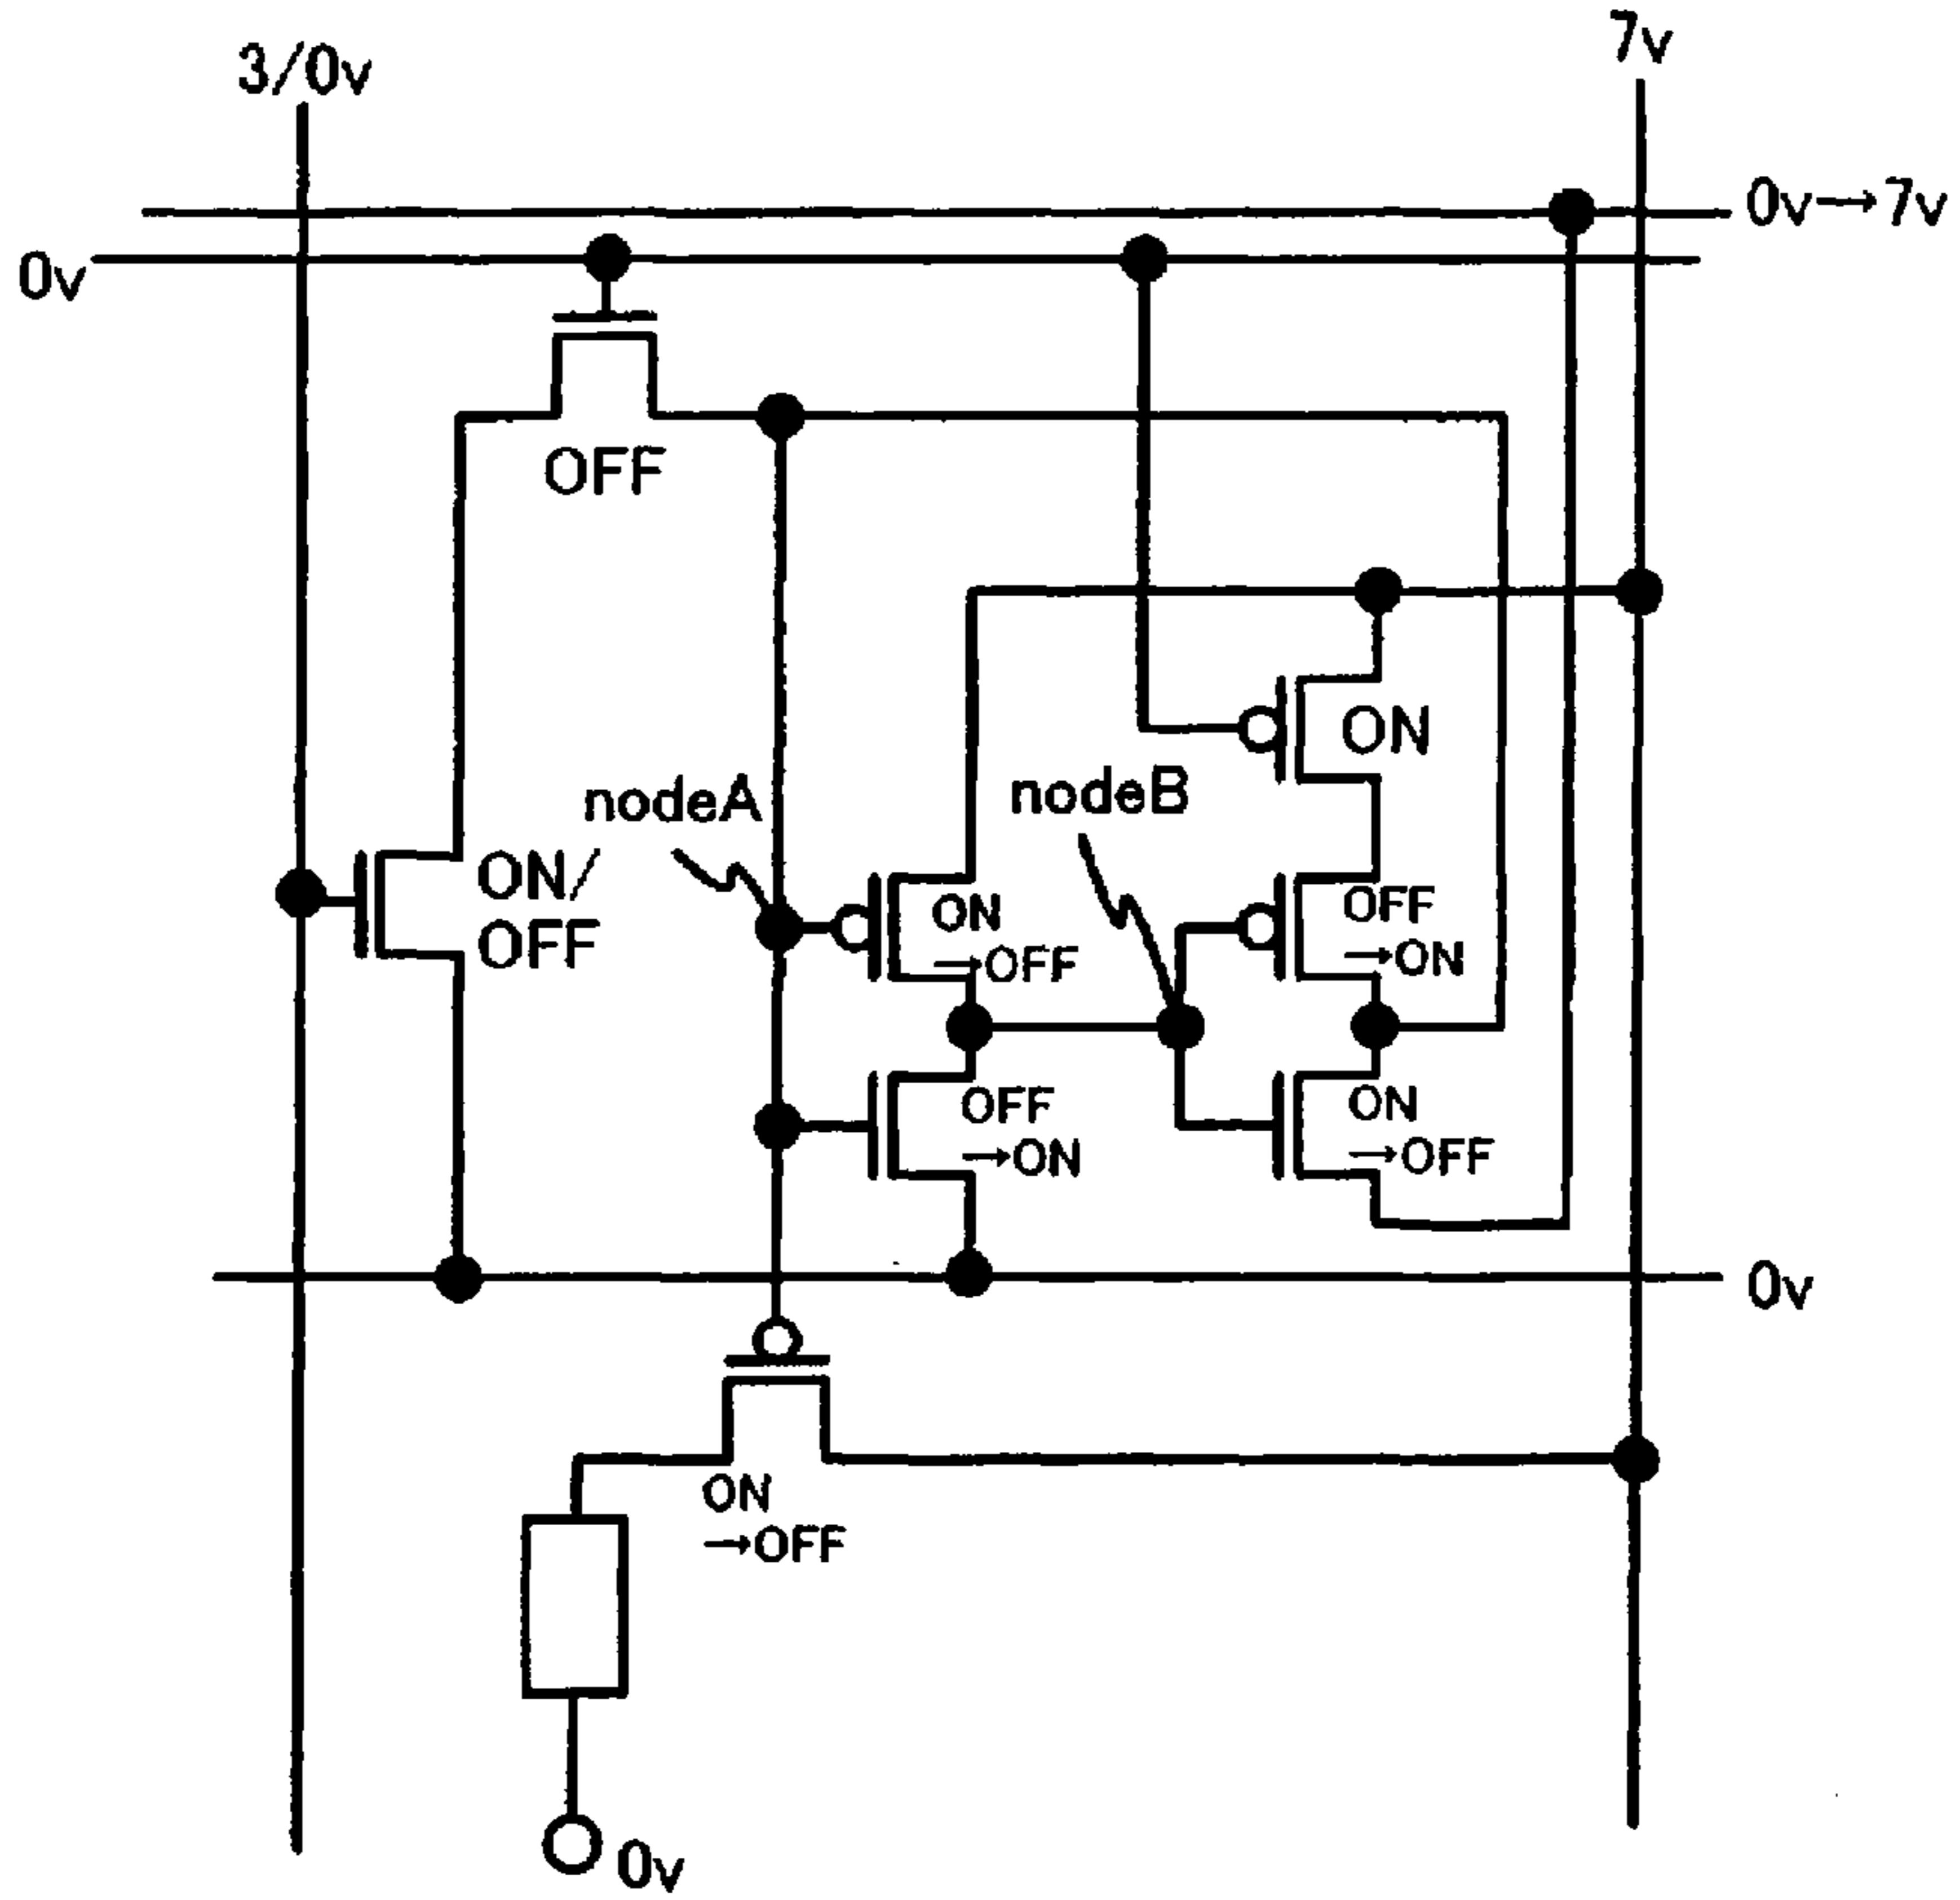 7v
3/0v
0v→7v
0v
OFF
ON
nodeA
nodeB
ON/
OFF
ON
→OFF
OFF
→ON
OFF
→ON
ON
→OFF
0v
ON
→OFF
0v